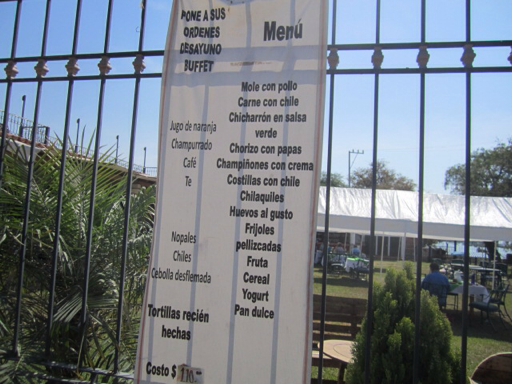 PONE A SUS
ORDENES
DESAYUNO
BUFFET
Menú
Mole con pollo
Carne con chile
Chicharrón en salsa
verde
Chorizo con papas
Champiñones con crema
Costillas con chile
Chilaquiles
Huevos al gusto
Frijoles
pellizcadas
Fruta
Cereal
Yogurt
Pan dulce
Jugo de naranja
Champurrado
Café
Te
Nopales
Chiles
Cebolla desflemada
Tortillas recién
hechas
Costo $